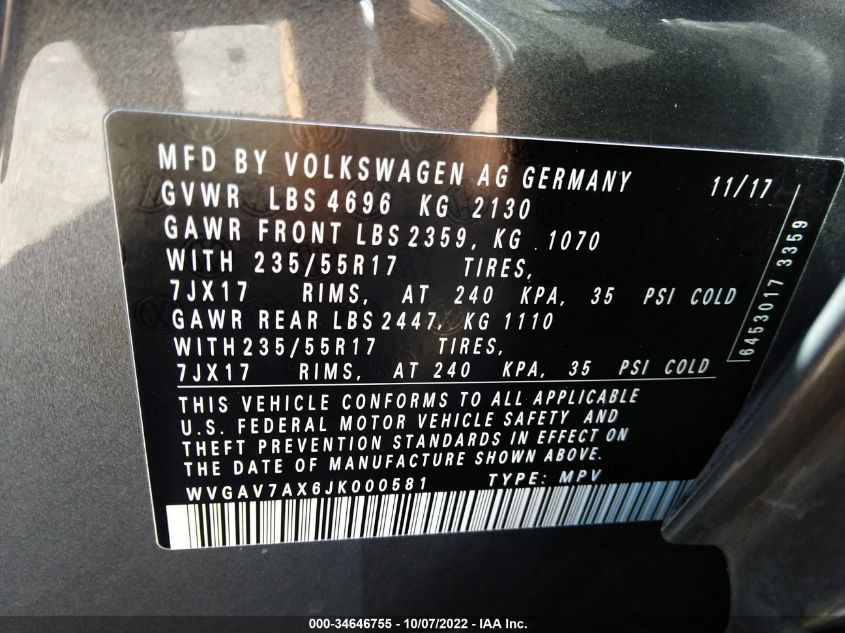 MFD BY VOLKSWAGEN AG GERMANY 11/17
GVWR LBS 4696 KG 2130
GAWR FRONT LBS 2359, KG 1070
WITH 235/55R17 TIRES,
7JX17 RIMS, AT 240 KPA, 35 PSI COLD
GAWR REAR LBS 2447, KG 1110
WITH 235/55R17 TIRES,
7JX17 RIMS, AT 240 KPA, 35 PSI COLD
6453017 3359
THIS VEHICLE CONFORMS TO ALL APPLICABLE
U.S. FEDERAL MOTOR VEHICLE SAFETY AND
THEFT PREVENTION STANDARDS IN EFFECT ON
THE DATE OF MANUFACTURE SHOWN ABOVE.
WVGAV7AX6JK000581 TYPE: MPV
000-34646755 - 10/07/2022 - IAA Inc.